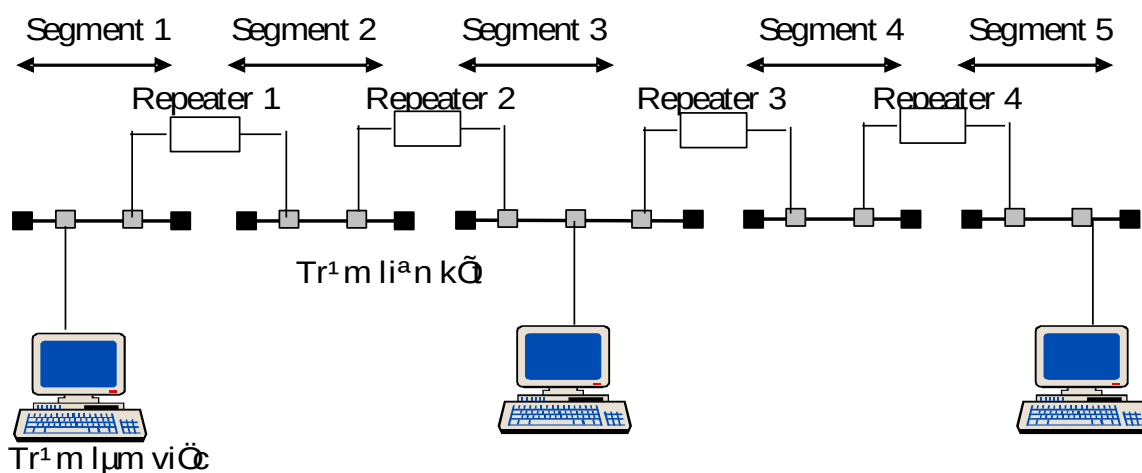 Segment 1 Segment 2 Segment 3 Segment 4 Segment 5
Repeater 1 Repeater 2 Repeater 3 Repeater 4
Tr¹m liªn kÕt
Tr¹m lµm viÖc